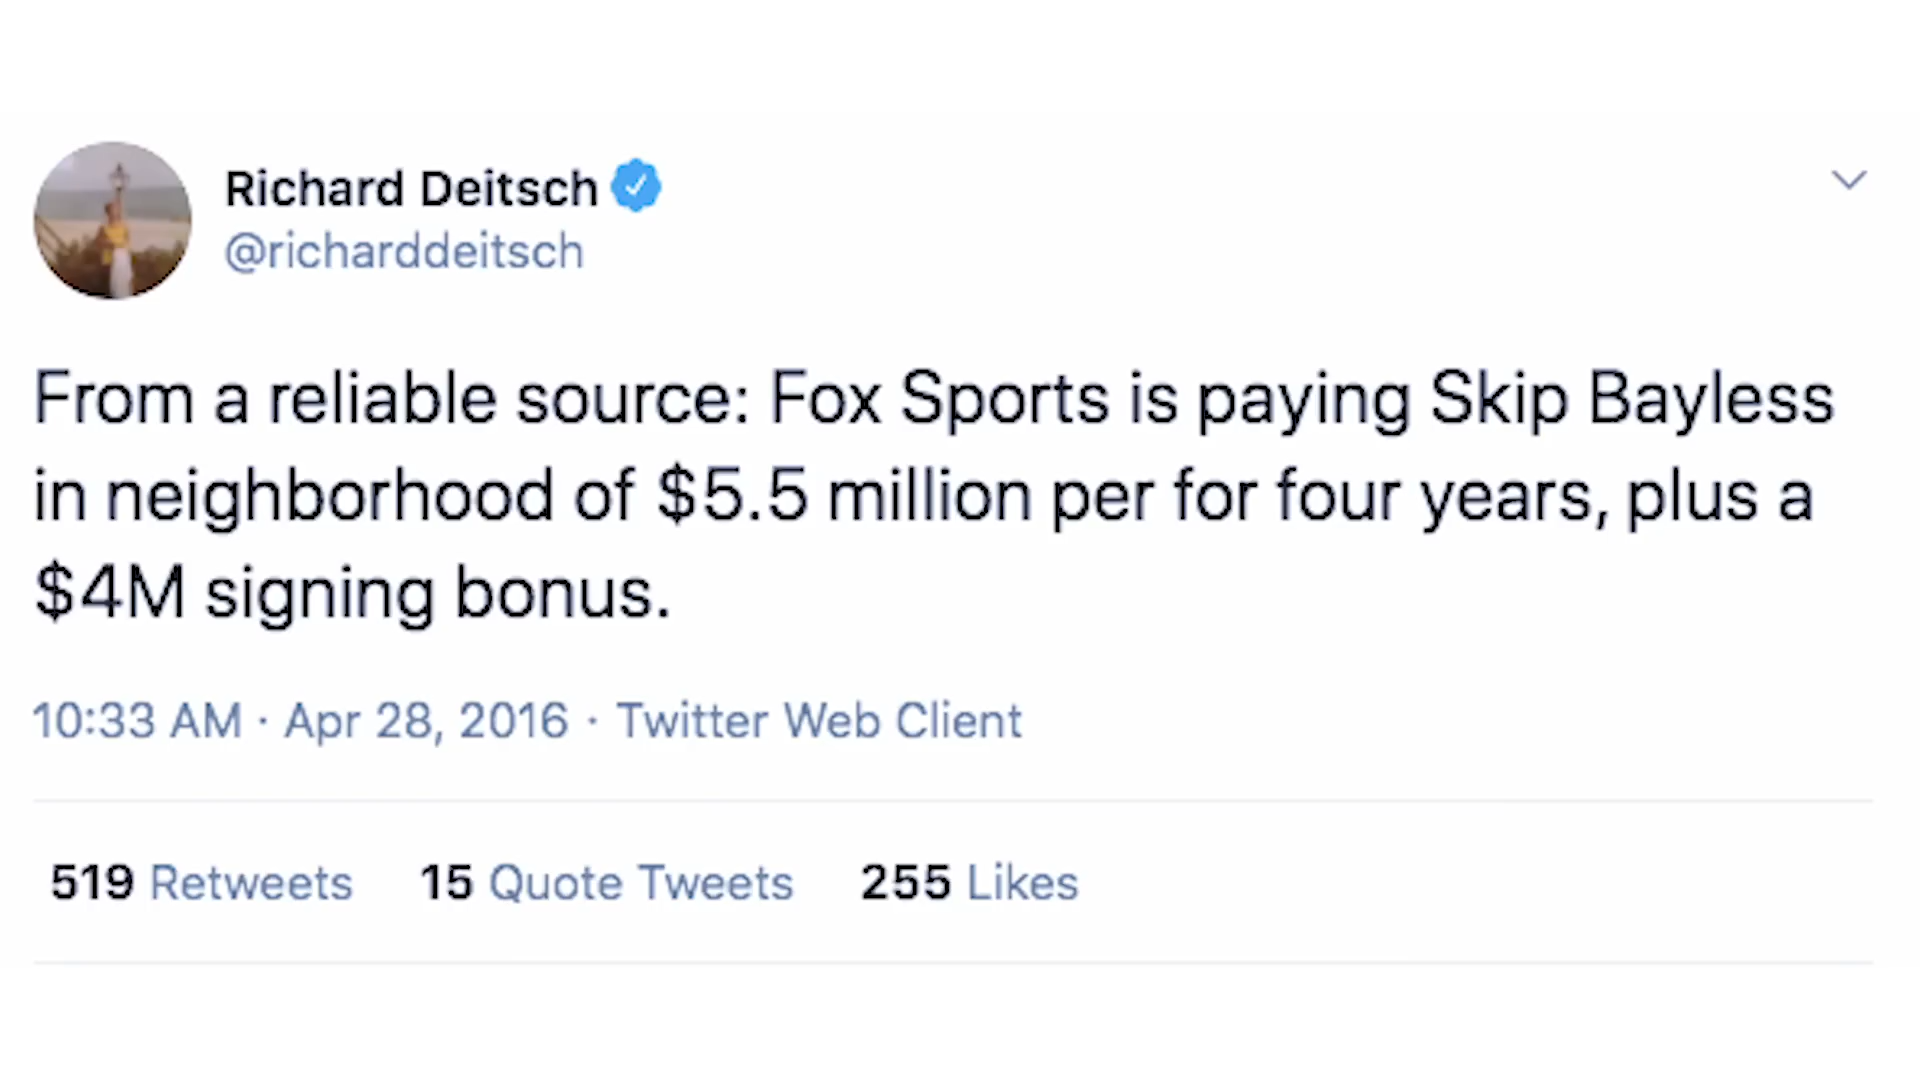 Richard Deitsch
@richarddeitsch
From a reliable source: Fox Sports is paying Skip Bayless
in neighborhood of $5.5 million per for four years, plus a
$4M signing bonus.
10:33 AM · Apr 28, 2016 · Twitter Web Client
519 Retweets 15 Quote Tweets 255 Likes